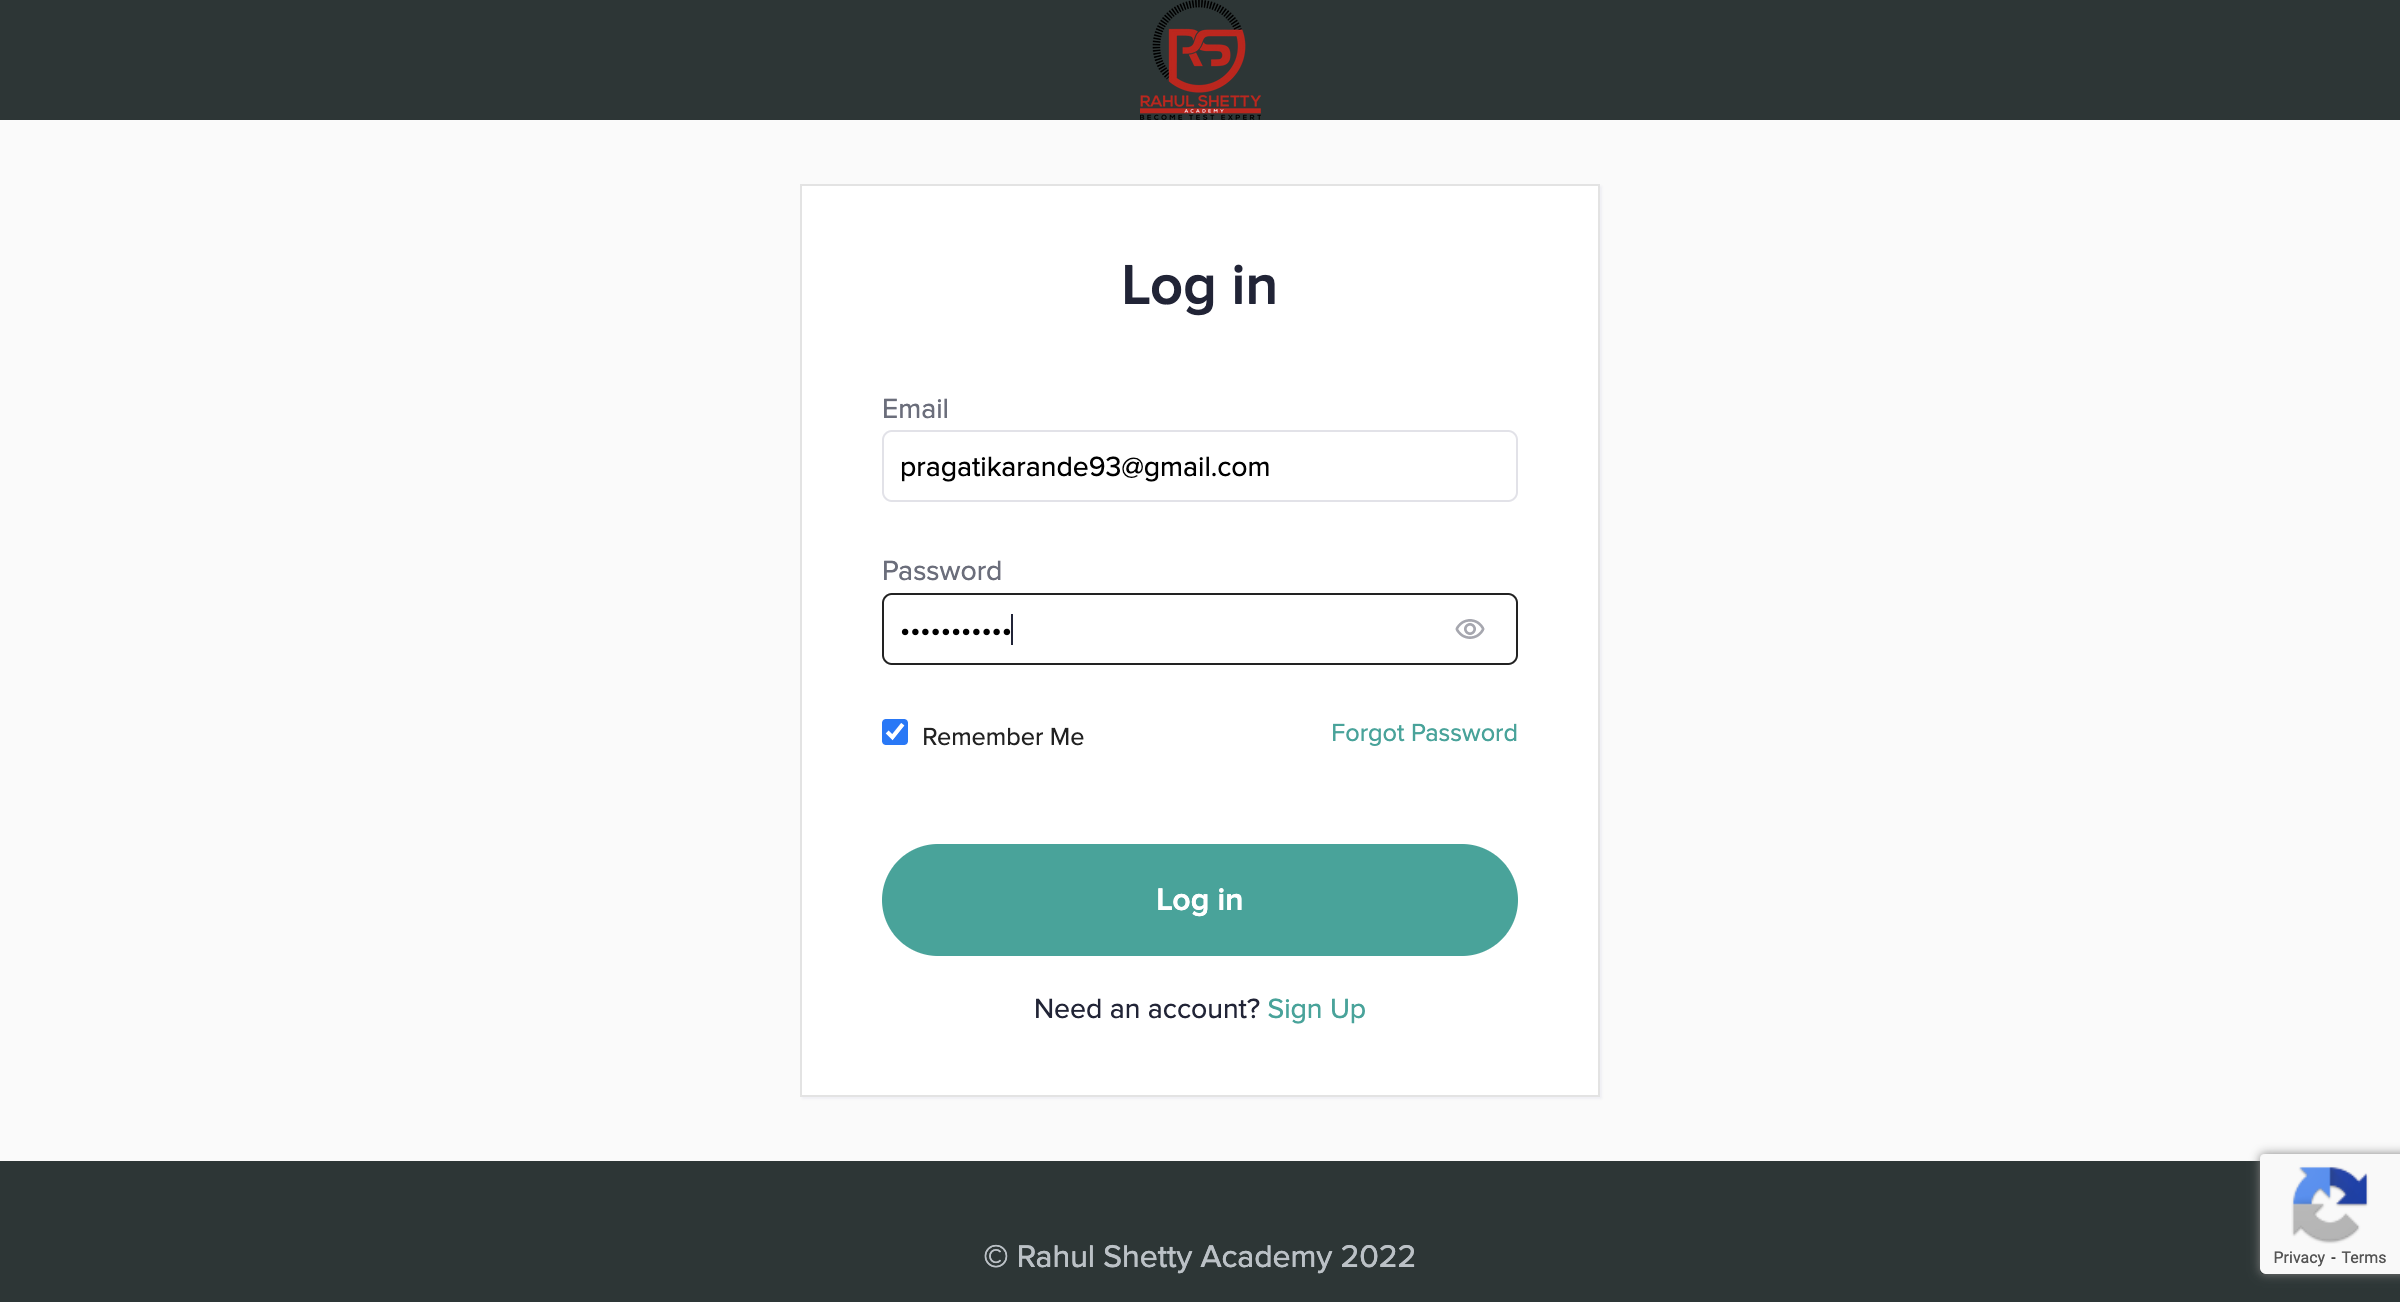 RS
RAHUL SHETTY
ACADEMY
BECOME TEST EXPERT
Log in
Email
pragatikarande93@gmail.com
Password
•••••••••••
Remember Me
Forgot Password
Log in
Need an account? Sign Up
© Rahul Shetty Academy 2022
Privacy - Terms